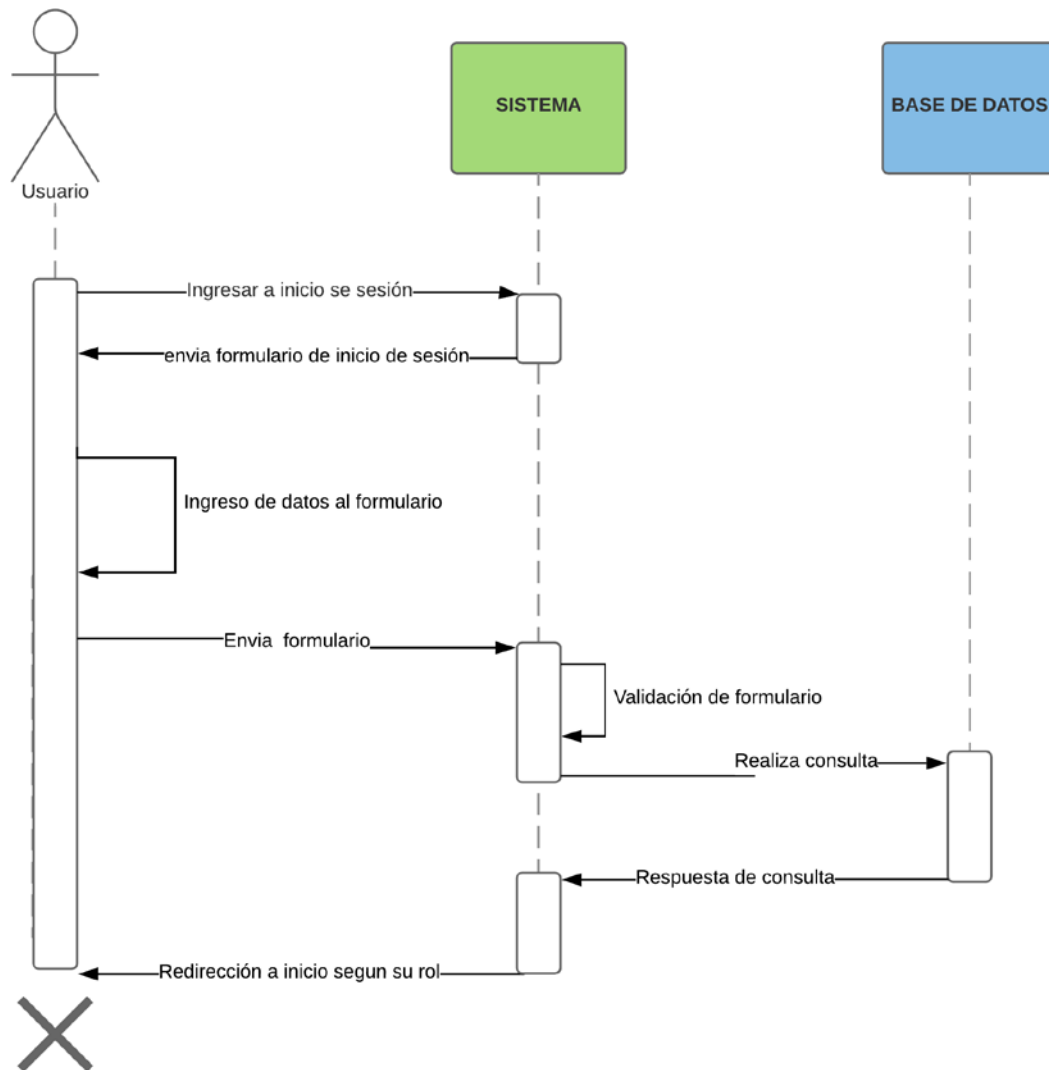 SISTEMA
BASE DE DATOS
Usuario
Ingresar a inicio se sesión
envia formulario de inicio de sesión
Ingreso de datos al formulario
Envia formulario
Validación de formulario
Realiza consulta
Respuesta de consulta
Redirección a inicio segun su rol